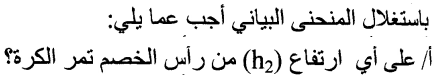 باستغلال المنحنى البياني أجب عما يلي:
أ/ على أي ارتفاع (h₂) من رأس الخصم تمر الكرة؟